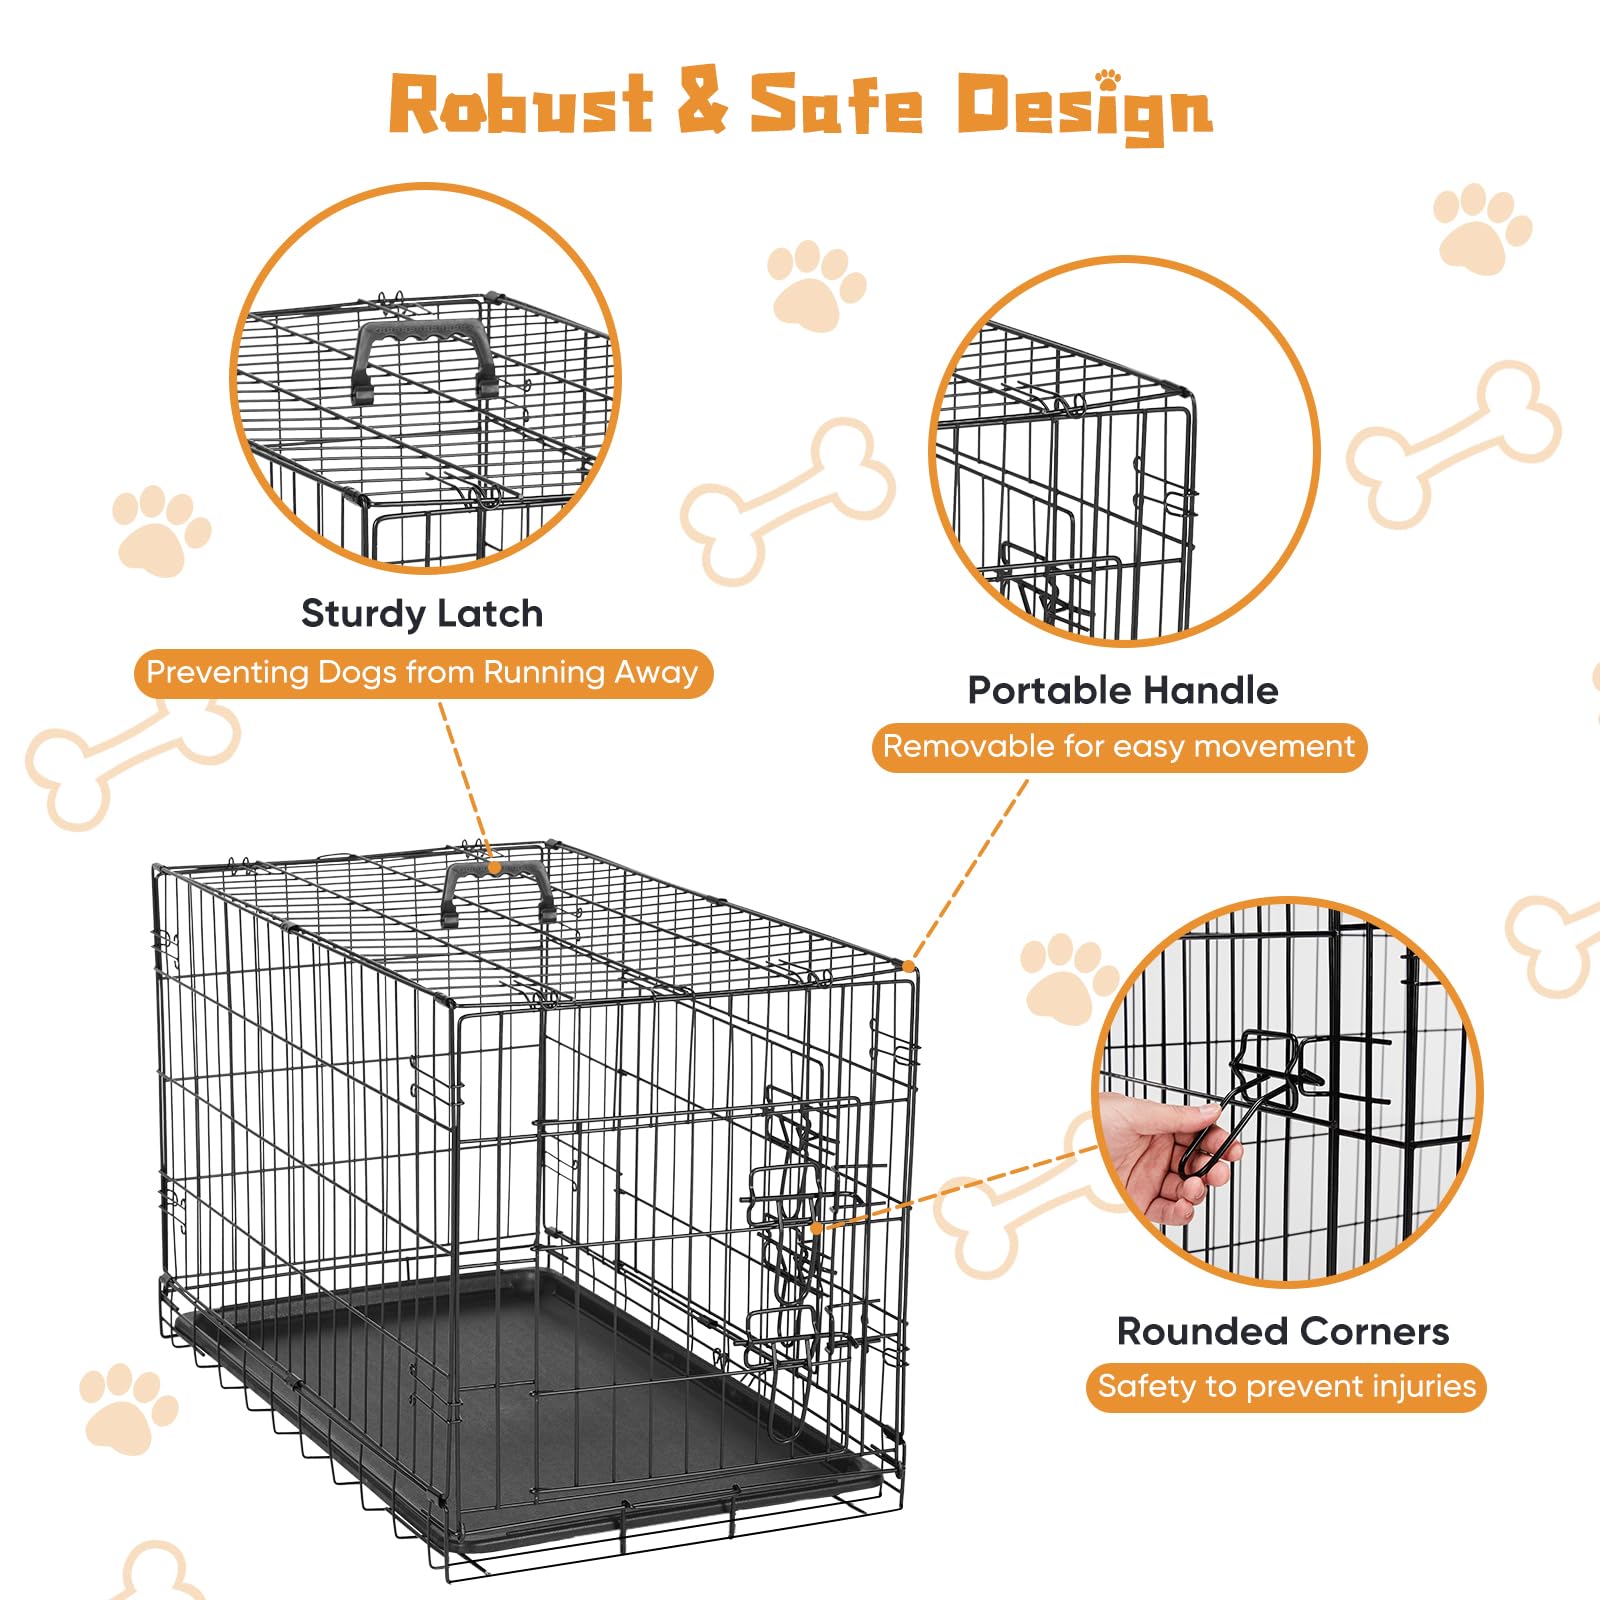 Robust & Safe Design
Sturdy Latch
Preventing Dogs from Running Away
Portable Handle
Removable for easy movement
Rounded Corners
Safety to prevent injuries